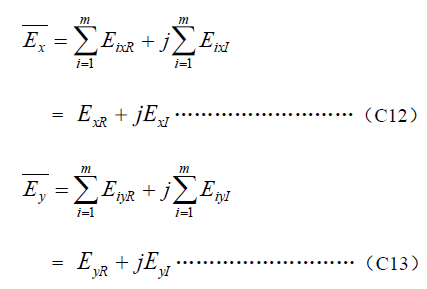 $\overline{E_x} = \sum_{i=1}^{m} E_{ixR} + j\sum_{i=1}^{m} E_{ixI}$
$= E_{xR} + jE_{xI}$ ………………………… （C12）
$\overline{E_y} = \sum_{i=1}^{m} E_{iyR} + j\sum_{i=1}^{m} E_{iyI}$
$= E_{yR} + jE_{yI}$ ………………………… （C13）